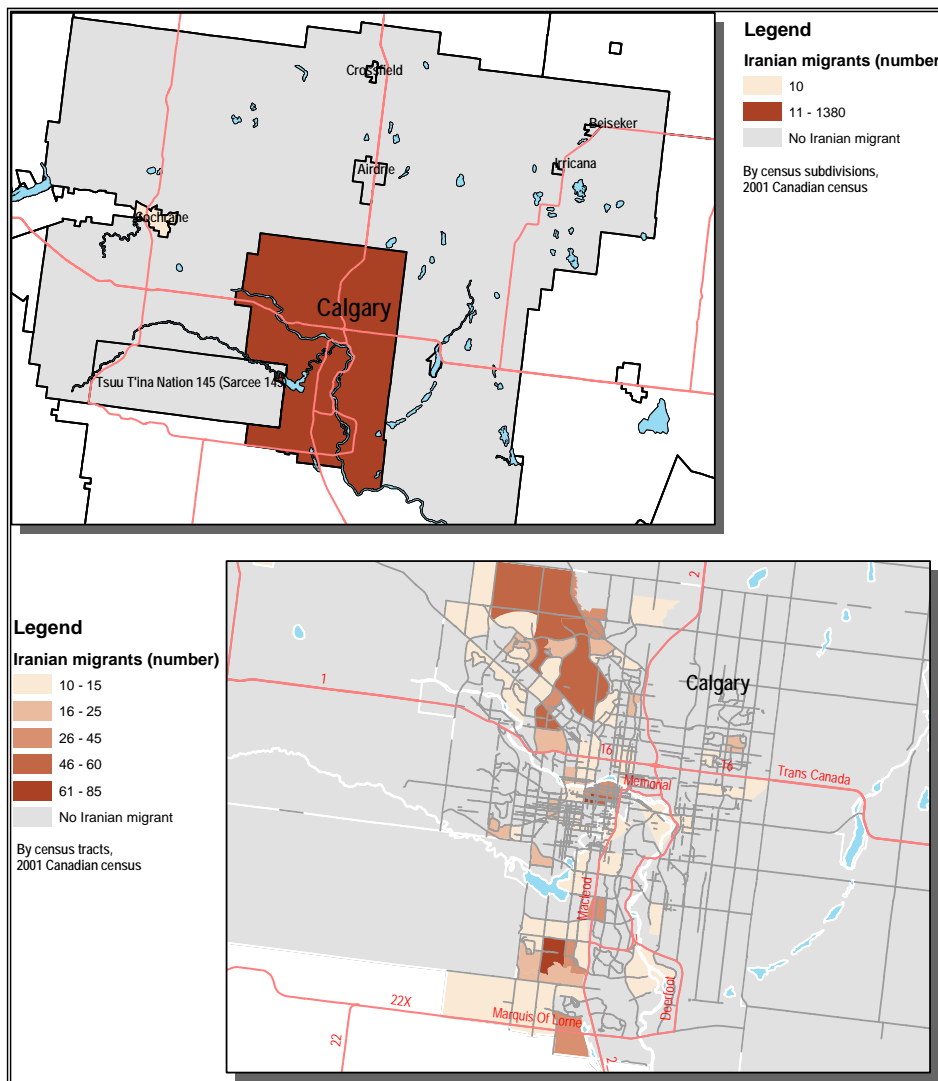 Legend
Iranian migrants (number
10
11 - 1380
No Iranian migrant
By census subdivisions,
2001 Canadian census
Crossfield
Beiseker
Airdrie
Irricana
Cochrane
Calgary
Tsuu T'ina Nation 145 (Sarcee 145
Legend
Iranian migrants (number)
10 - 15
16 - 25
26 - 45
46 - 60
61 - 85
No Iranian migrant
By census tracts,
2001 Canadian census
2
1
Calgary
16
16
Trans Canada
Memorial
Macleod
Deerfoot
22X
Marquis Of Lorne
22
2